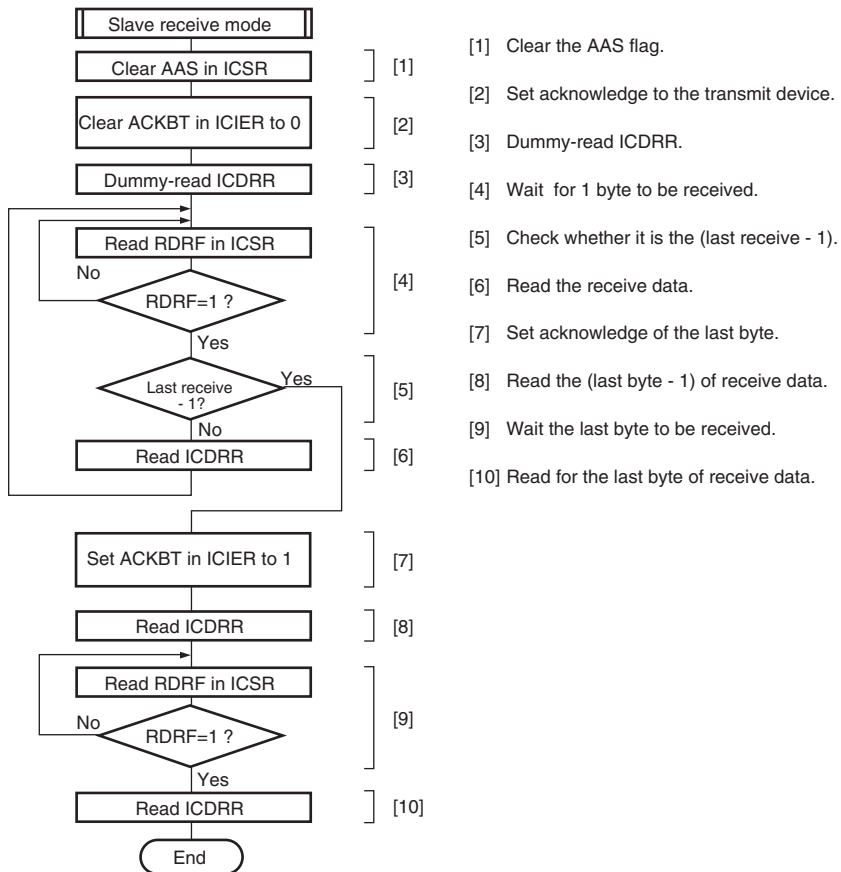 Slave receive mode
Clear AAS in ICSR
[1]
Clear ACKBT in ICIER to 0
[2]
Dummy-read ICDRR
[3]
Read RDRF in ICSR
No
RDRF=1 ?
[4]
Yes
Last receive
- 1?
Yes
[5]
No
Read ICDRR
[6]
Set ACKBT in ICIER to 1
[7]
Read ICDRR
[8]
Read RDRF in ICSR
No
RDRF=1 ?
[9]
Yes
Read ICDRR
[10]
End
[1] Clear the AAS flag.
[2] Set acknowledge to the transmit device.
[3] Dummy-read ICDRR.
[4] Wait for 1 byte to be received.
[5] Check whether it is the (last receive - 1).
[6] Read the receive data.
[7] Set acknowledge of the last byte.
[8] Read the (last byte - 1) of receive data.
[9] Wait the last byte to be received.
[10] Read for the last byte of receive data.